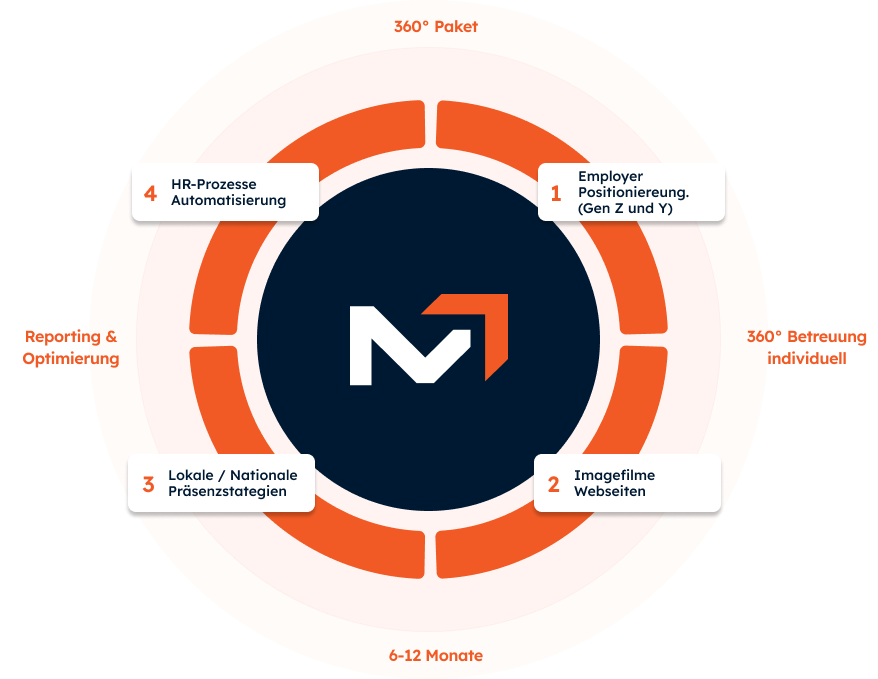 360° Paket
1
Employer
Positioniereung.
(Gen Z und Y)
360° Betreuung
individuell
2
Imagefilme
Webseiten
6-12 Monate
3
Lokale / Nationale
Präsenzstategien
Reporting &
Optimierung
4
HR-Prozesse
Automatisierung